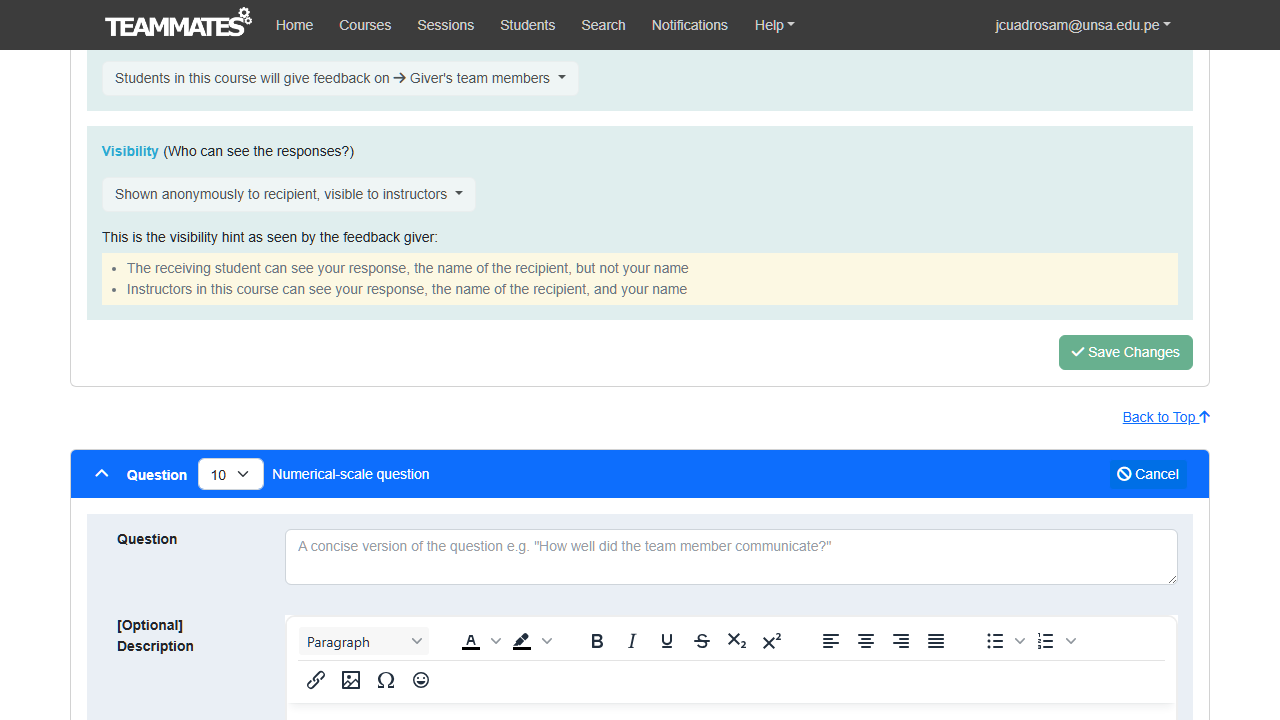 TEAMMATES Home Courses Sessions Students Search Notifications Help jcuadrosam@unsa.edu.pe
Students in this course will give feedback on → Giver's team members
Visibility (Who can see the responses?)
Shown anonymously to recipient, visible to instructors
This is the visibility hint as seen by the feedback giver:
• The receiving student can see your response, the name of the recipient, but not your name
• Instructors in this course can see your response, the name of the recipient, and your name
Save Changes
Back to Top
Question 10 Numerical-scale question Cancel
Question
A concise version of the question e.g. "How well did the team member communicate?"
[Optional]
Description
Paragraph